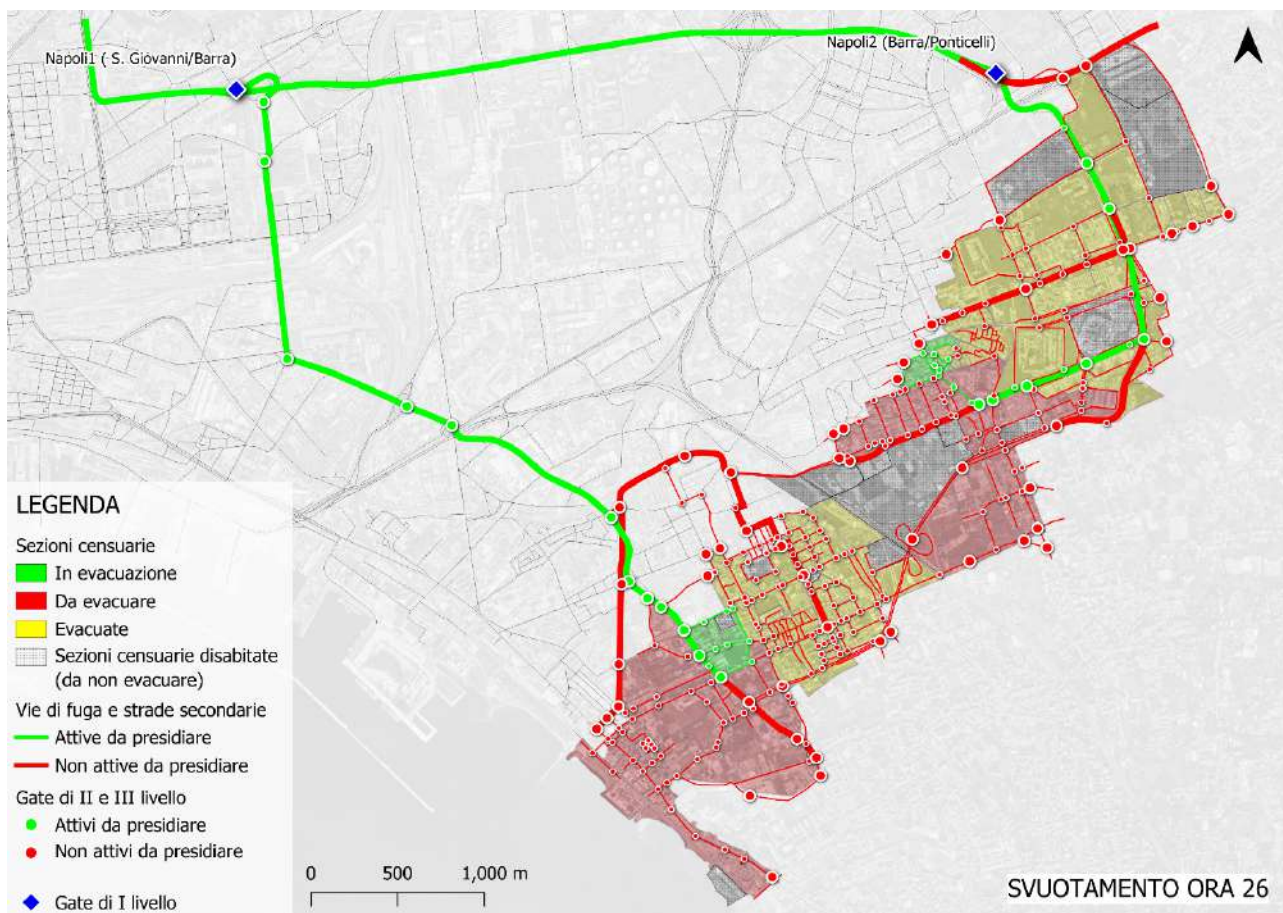 Napoli1 ( S. Giovanni/Barra)
Napoli2 (Barra/Ponticelli)
LEGENDA
Sezioni censuarie
In evacuazione
Da evacuare
Evacuate
Sezioni censuarie disabitate
(da non evacuare)
Vie di fuga e strade secondarie
Attive da presidiare
Non attive da presidiare
Gate di II e III livello
Attivi da presidiare
Non attivi da presidiare
Gate di I livello
0 500 1,000 m
SVUOTAMENTO ORA 26